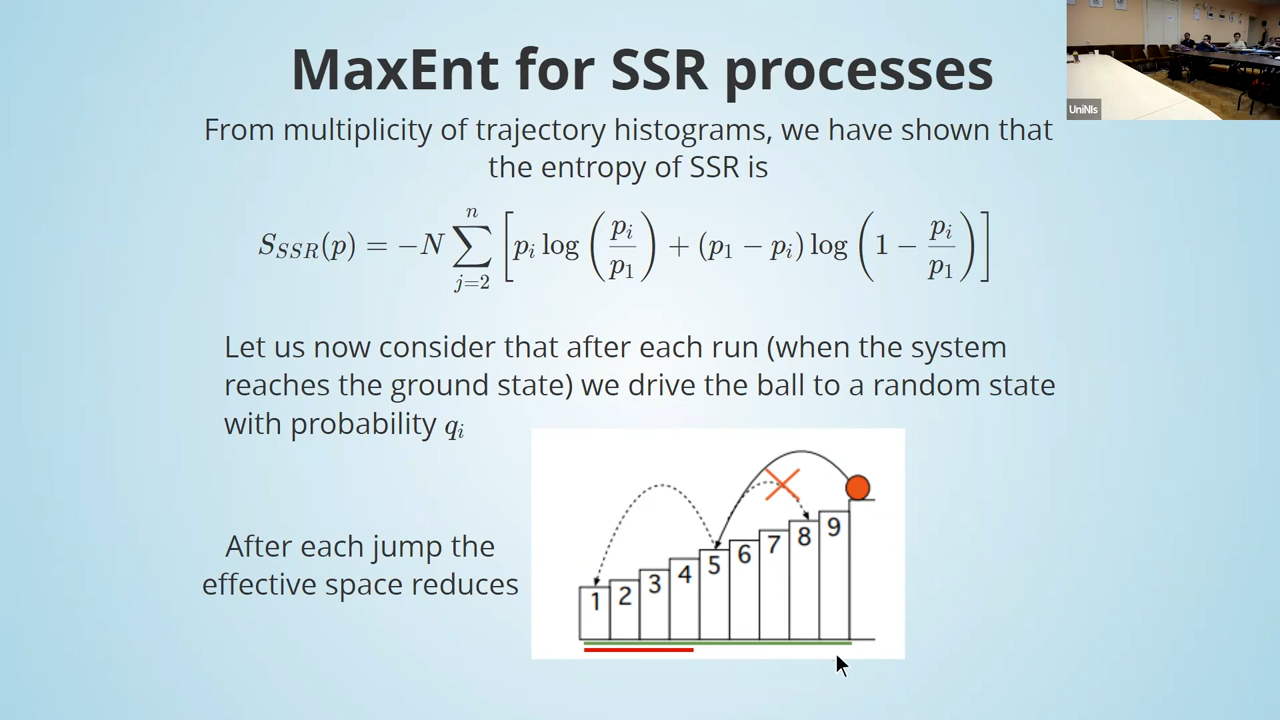 MaxEnt for SSR processes
UniNIs
From multiplicity of trajectory histograms, we have shown that
the entropy of SSR is
$S_{SSR}(p) = -N \sum_{j=2}^{n} \left[ p_i \log \left( \frac{p_i}{p_1} \right) + (p_1 - p_i) \log \left( 1 - \frac{p_i}{p_1} \right) \right]$
Let us now consider that after each run (when the system
reaches the ground state) we drive the ball to a random state
with probability $q_i$
After each jump the
effective space reduces
1 2 3 4 5 6 7 8 9